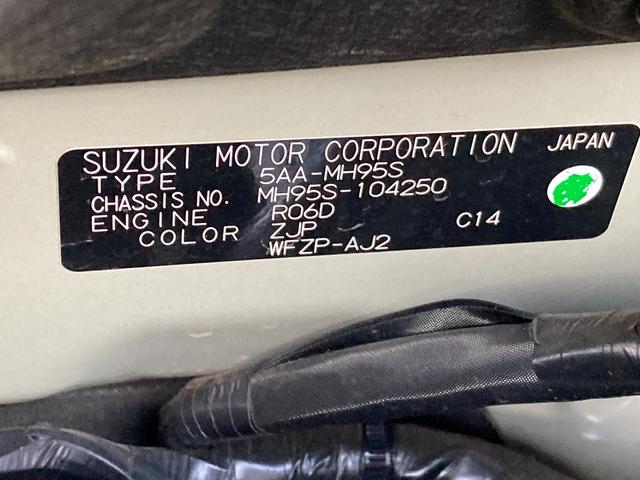 SUZUKI MOTOR CORPORATION JAPAN
TYPE 5AA-MH95S
CHASSIS NO. MH95S-104250
ENGINE R06D
COLOR ZJP C14
WFZP-AJ2